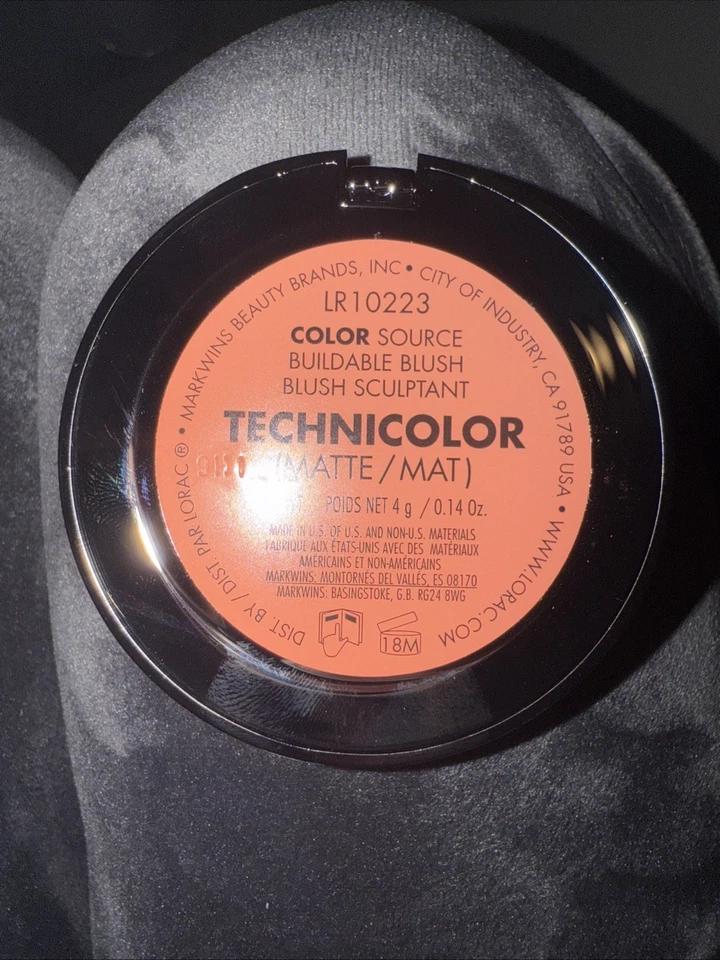 LR10223
COLOR SOURCE
BUILDABLE BLUSH
BLUSH SCULPTANT
TECHNICOLOR
(MATTE / MAT)
POIDS NET 4 g / 0.14 Oz.
MADE IN U.S. OF U.S. AND NON-U.S. MATERIALS
FABRIQUÉ AUX ÉTATS-UNIS AVEC DES MATÉRIAUX
AMÉRICAINS ET NON-AMÉRICAINS
MARKWINS: MONTORNÉS DEL VALLÉS, ES 08170
MARKWINS: BASINGSTOKE, G.B. RG24 8WG
18M
DIST. BY / DIST. PAR LORAC ® • MARKWINS BEAUTY BRANDS, INC • CITY OF INDUSTRY, CA 91789 USA • WWW.LORAC.COM